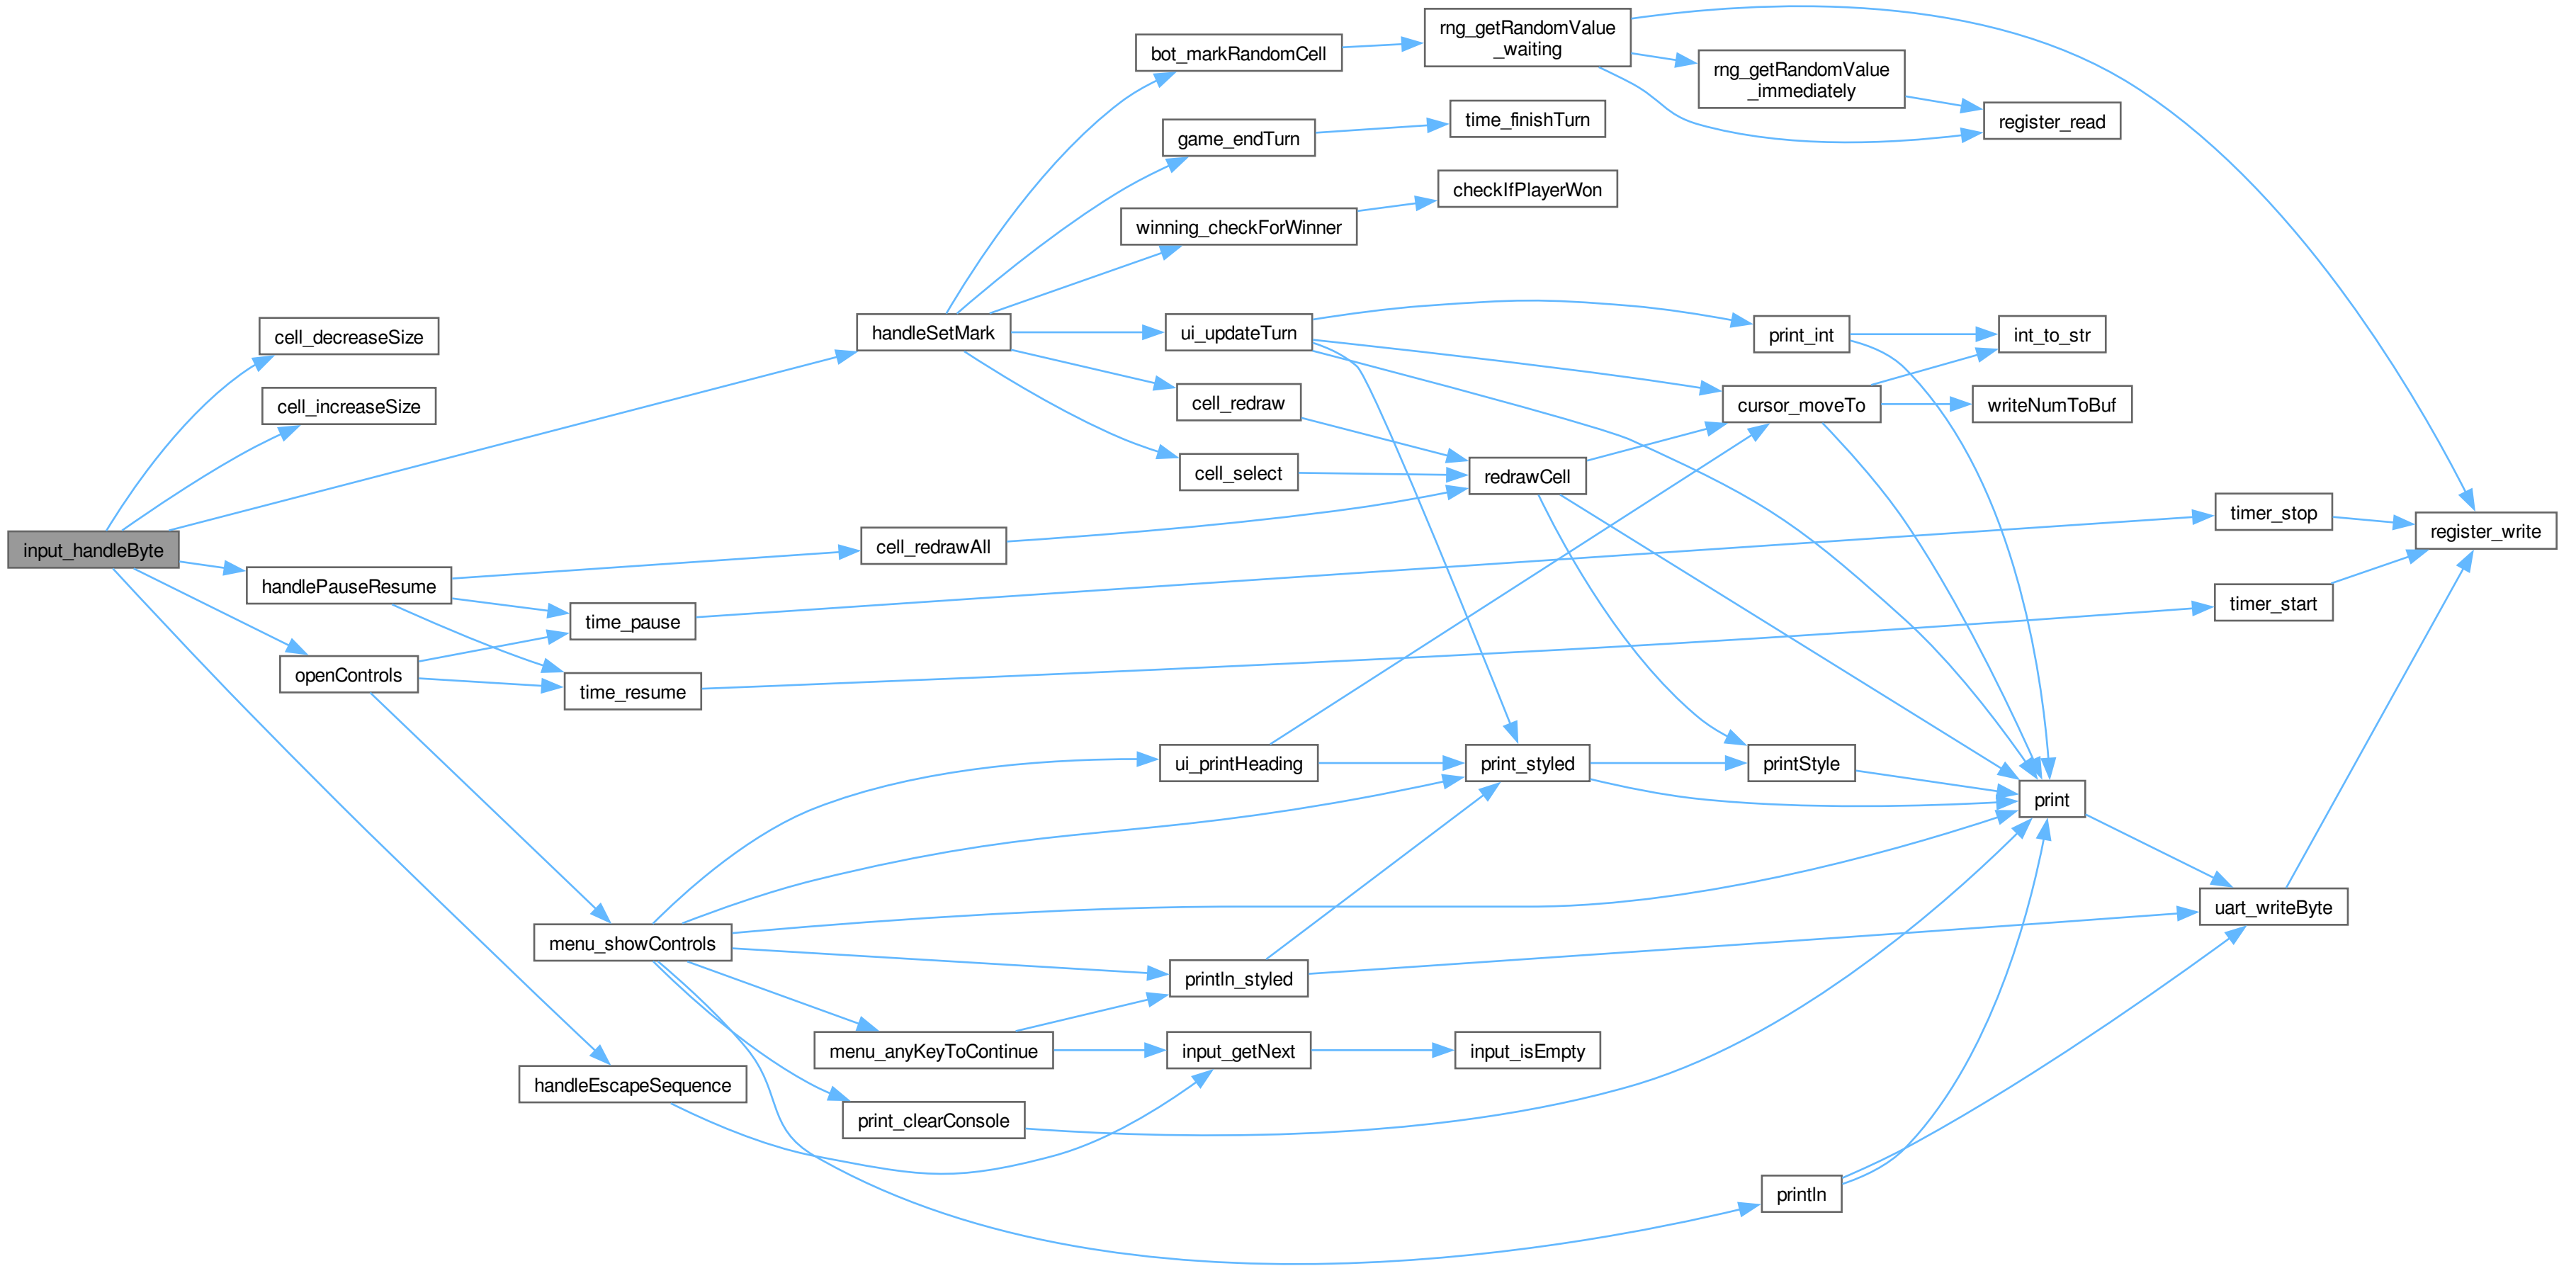 rng_getRandomValue
_waiting
bot_markRandomCell
rng_getRandomValue
_immediately
register_read
time_finishTurn
game_endTurn
checkIfPlayerWon
winning_checkForWinner
cell_decreaseSize
handleSetMark
ui_updateTurn
print_int
int_to_str
cell_increaseSize
cell_redraw
cursor_moveTo
writeNumToBuf
cell_select
redrawCell
timer_stop
register_write
input_handleByte
cell_redrawAll
handlePauseResume
time_pause
timer_start
openControls
time_resume
ui_printHeading
print_styled
printStyle
print
uart_writeByte
menu_showControls
println_styled
menu_anyKeyToContinue
input_getNext
input_isEmpty
handleEscapeSequence
print_clearConsole
println